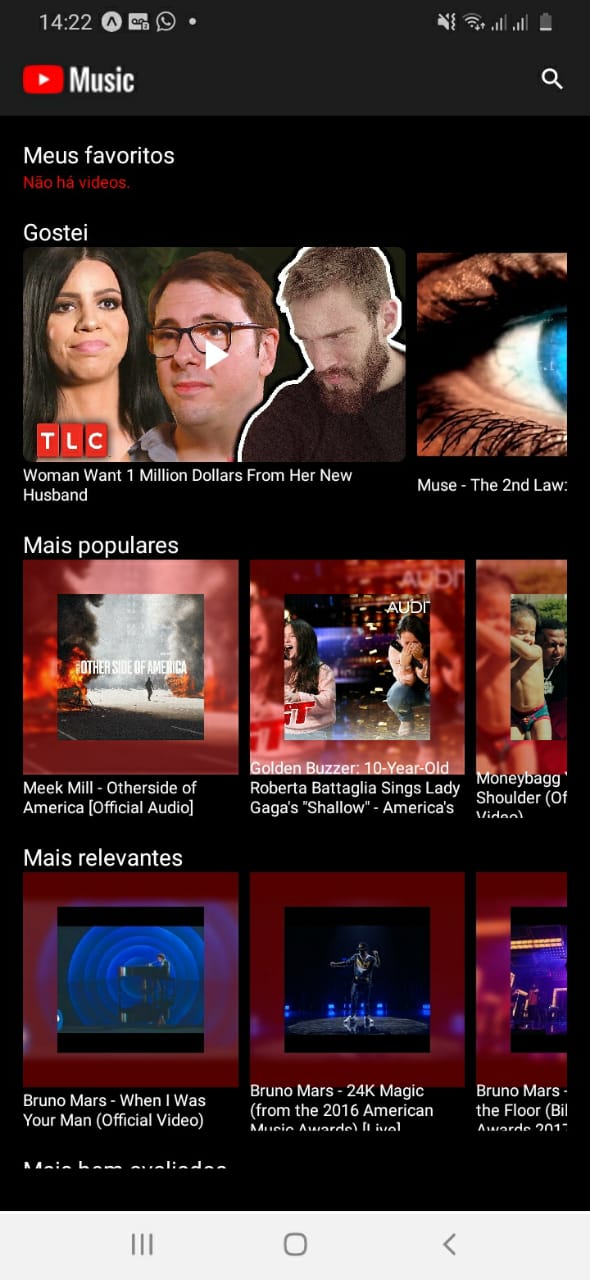 14:22
Music
Meus favoritos
Não há videos.
Gostei
TLC
Woman Want 1 Million Dollars From Her New
Husband
Muse - The 2nd Law:
Mais populares
OTHER SIDE OF AMERICA
AUDI
AUDIT
Meek Mill - Otherside of
America [Official Audio]
Golden Buzzer: 10-Year-Old
Roberta Battaglia Sings Lady
Gaga's "Shallow" - America's
Moneybagg
Shoulder (Of
Video)
Mais relevantes
Bruno Mars - When I Was
Your Man (Official Video)
Bruno Mars - 24K Magic
(from the 2016 American
Music Awards) [Live]
Bruno Mars -
the Floor (Bil
Awards 2017
Mais bem avaliados